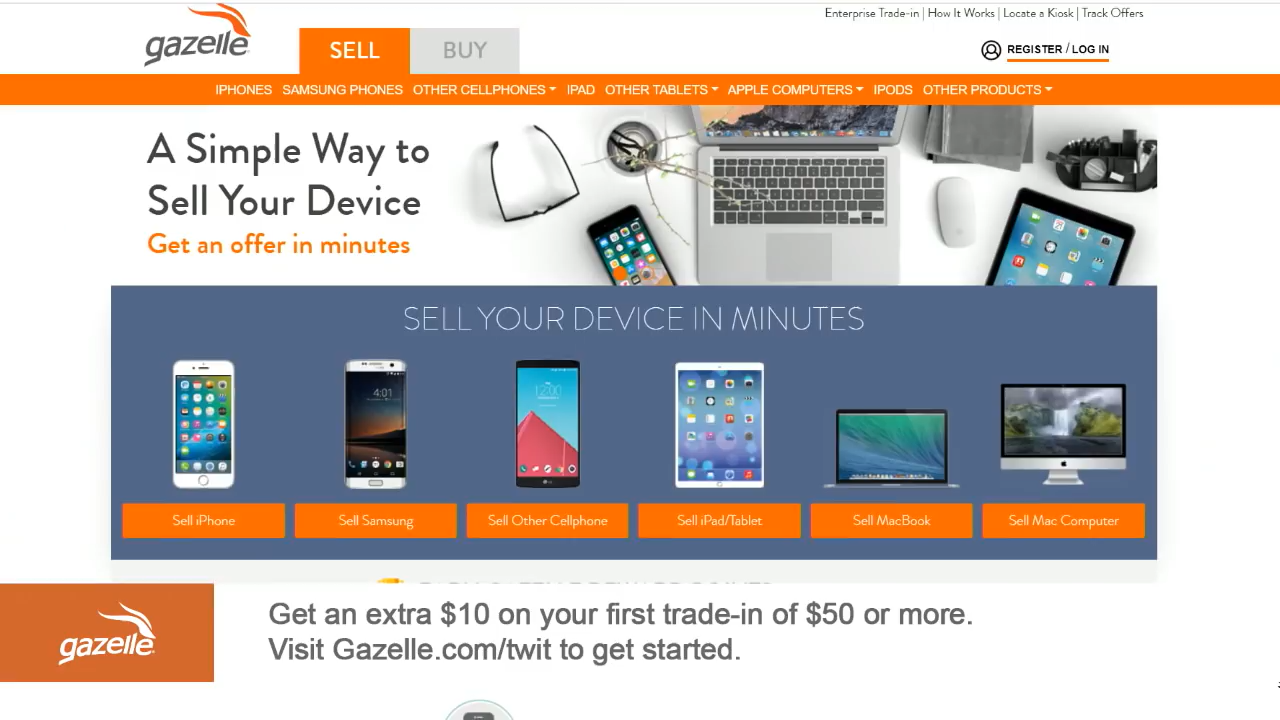 Enterprise Trade-in | How It Works | Locate a Kiosk | Track Offers
gazelle
SELL
BUY
REGISTER / LOG IN
IPHONES
SAMSUNG PHONES
OTHER CELLPHONES
IPAD
OTHER TABLETS
APPLE COMPUTERS
IPODS
OTHER PRODUCTS
A Simple Way to
Sell Your Device
Get an offer in minutes
SELL YOUR DEVICE IN MINUTES
4:01
12:00
LG
Sell iPhone
Sell Samsung
Sell Other Cellphone
Sell iPad/Tablet
Sell MacBook
Sell Mac Computer
gazelle
Get an extra $10 on your first trade-in of $50 or more.
Visit Gazelle.com/twit to get started.